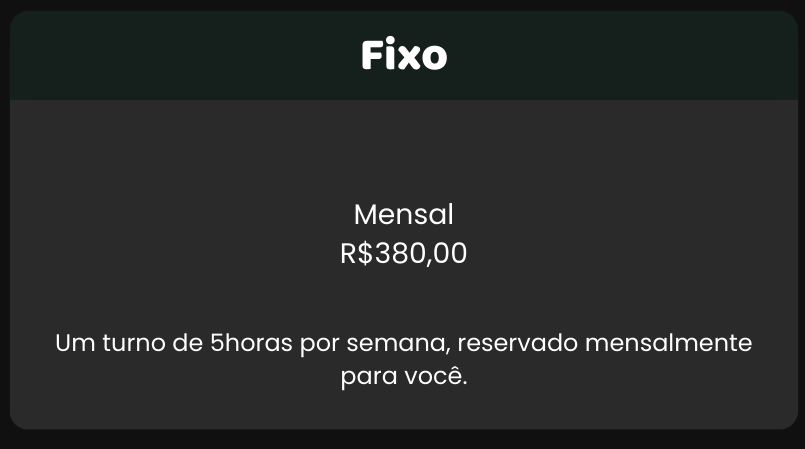 Fixo
Mensal
R$380,00
Um turno de 5horas por semana, reservado mensalmente
para você.